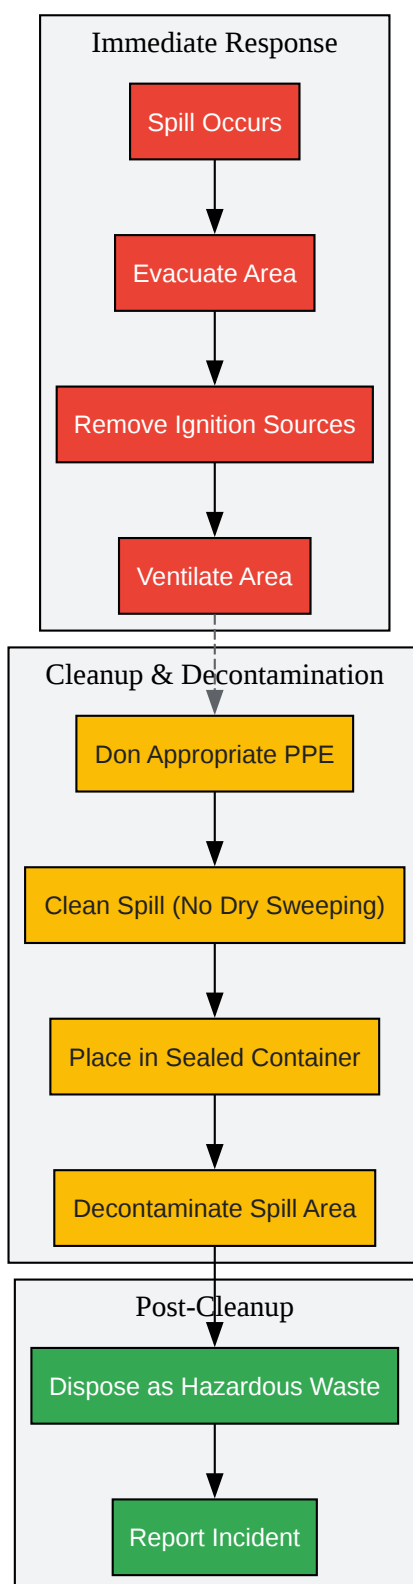 Immediate Response
Spill Occurs
Evacuate Area
Remove Ignition Sources
Ventilate Area
Cleanup & Decontamination
Don Appropriate PPE
Clean Spill (No Dry Sweeping)
Place in Sealed Container
Decontaminate Spill Area
Post-Cleanup
Dispose as Hazardous Waste
Report Incident